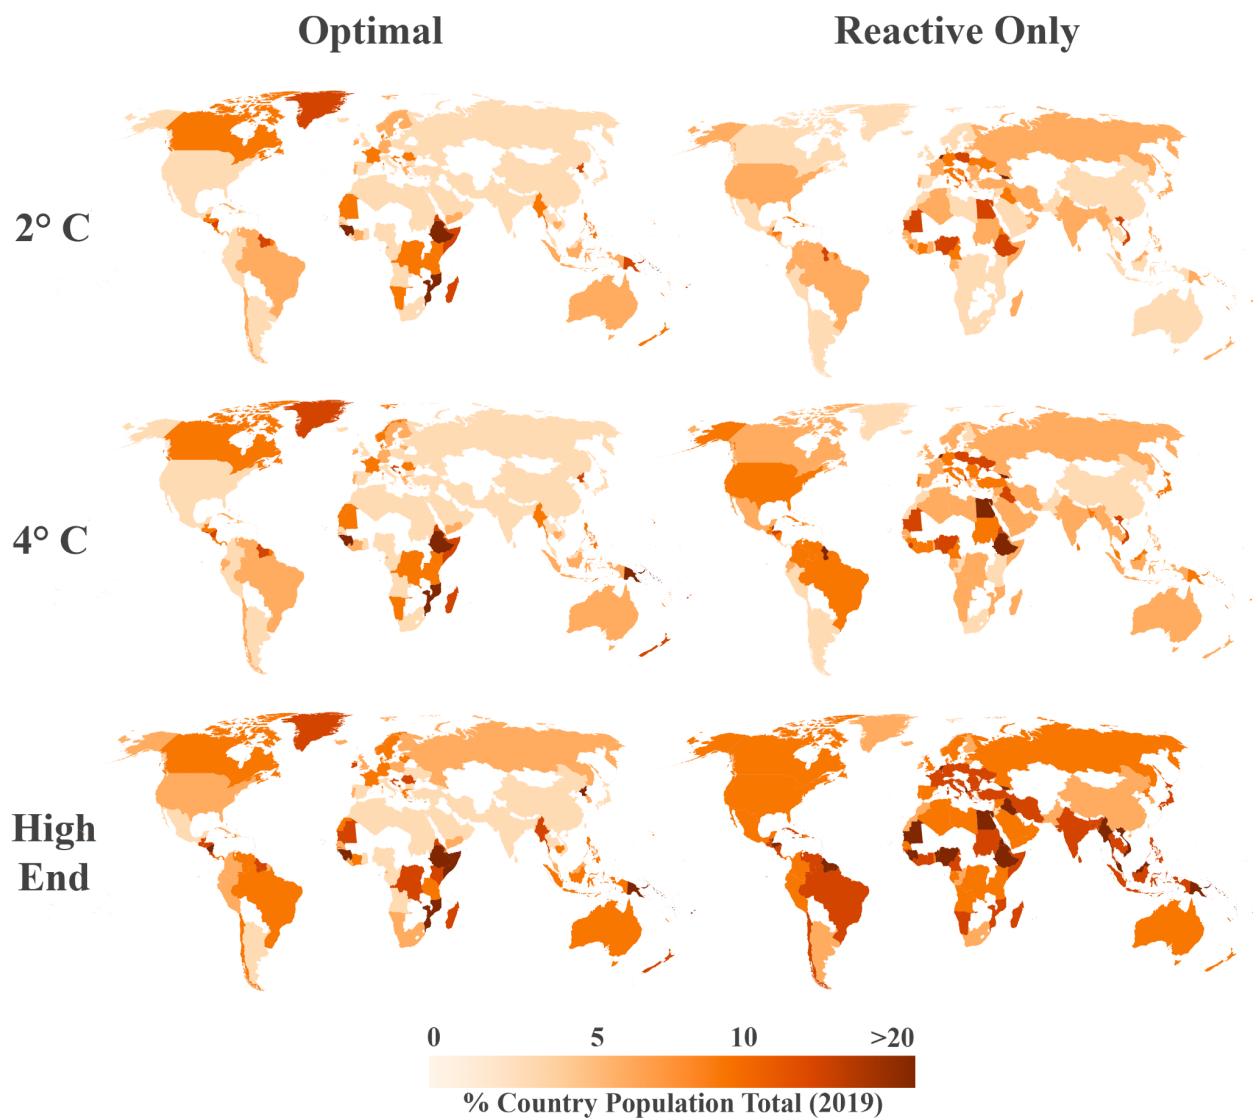 Optimal
Reactive Only
2° C
4° C
High
End
0 5 10 >20
% Country Population Total (2019)